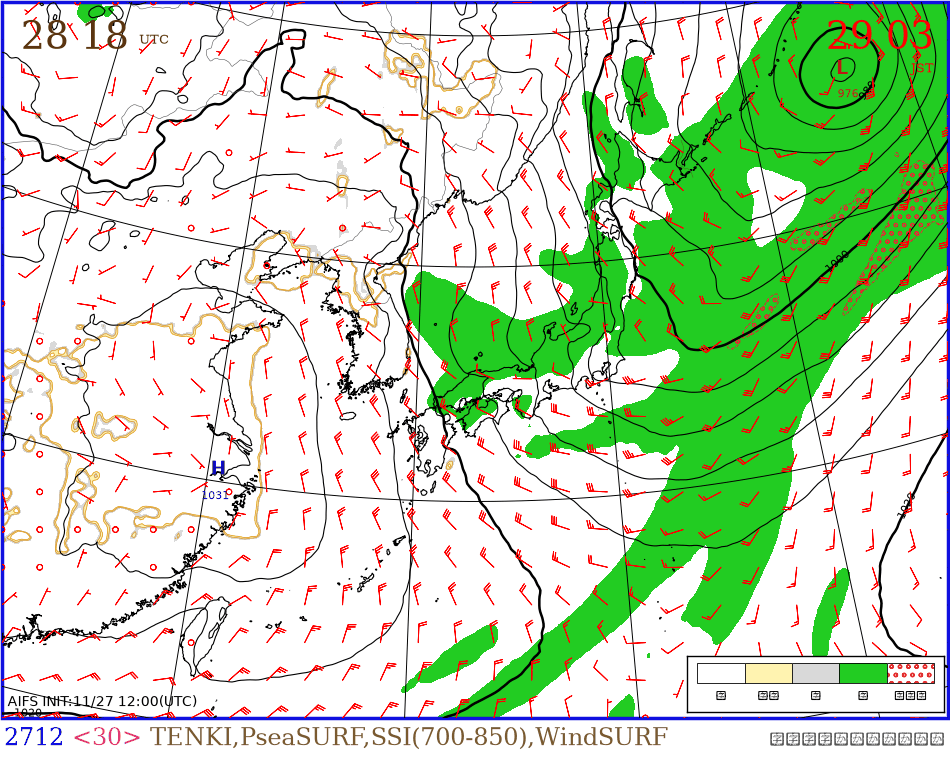 28 18 UTC
29 03
JST
L
976
1000
1020
H
1031
AIFS INIT:11/27 12:00(UTC)
1020
2712 <30> TENKI,PseaSURF,SSI(700-850),WindSURF